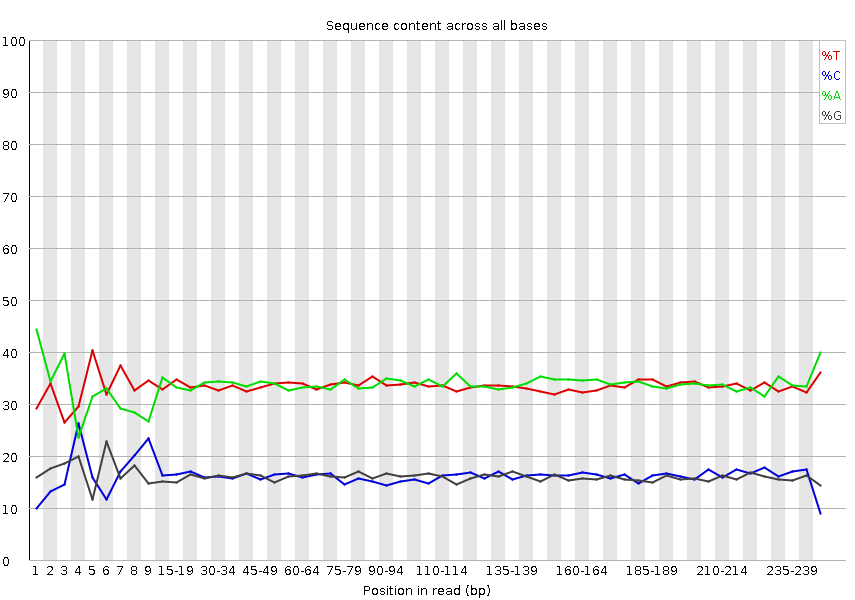 Sequence content across all bases
100
90
80
70
60
50
40
30
20
10
0
%T
%C
%A
%G
1 2 3 4 5 6 7 8 9 15-19 30-34 45-49 60-64 75-79 90-94 110-114 135-139 160-164 185-189 210-214 235-239
Position in read (bp)